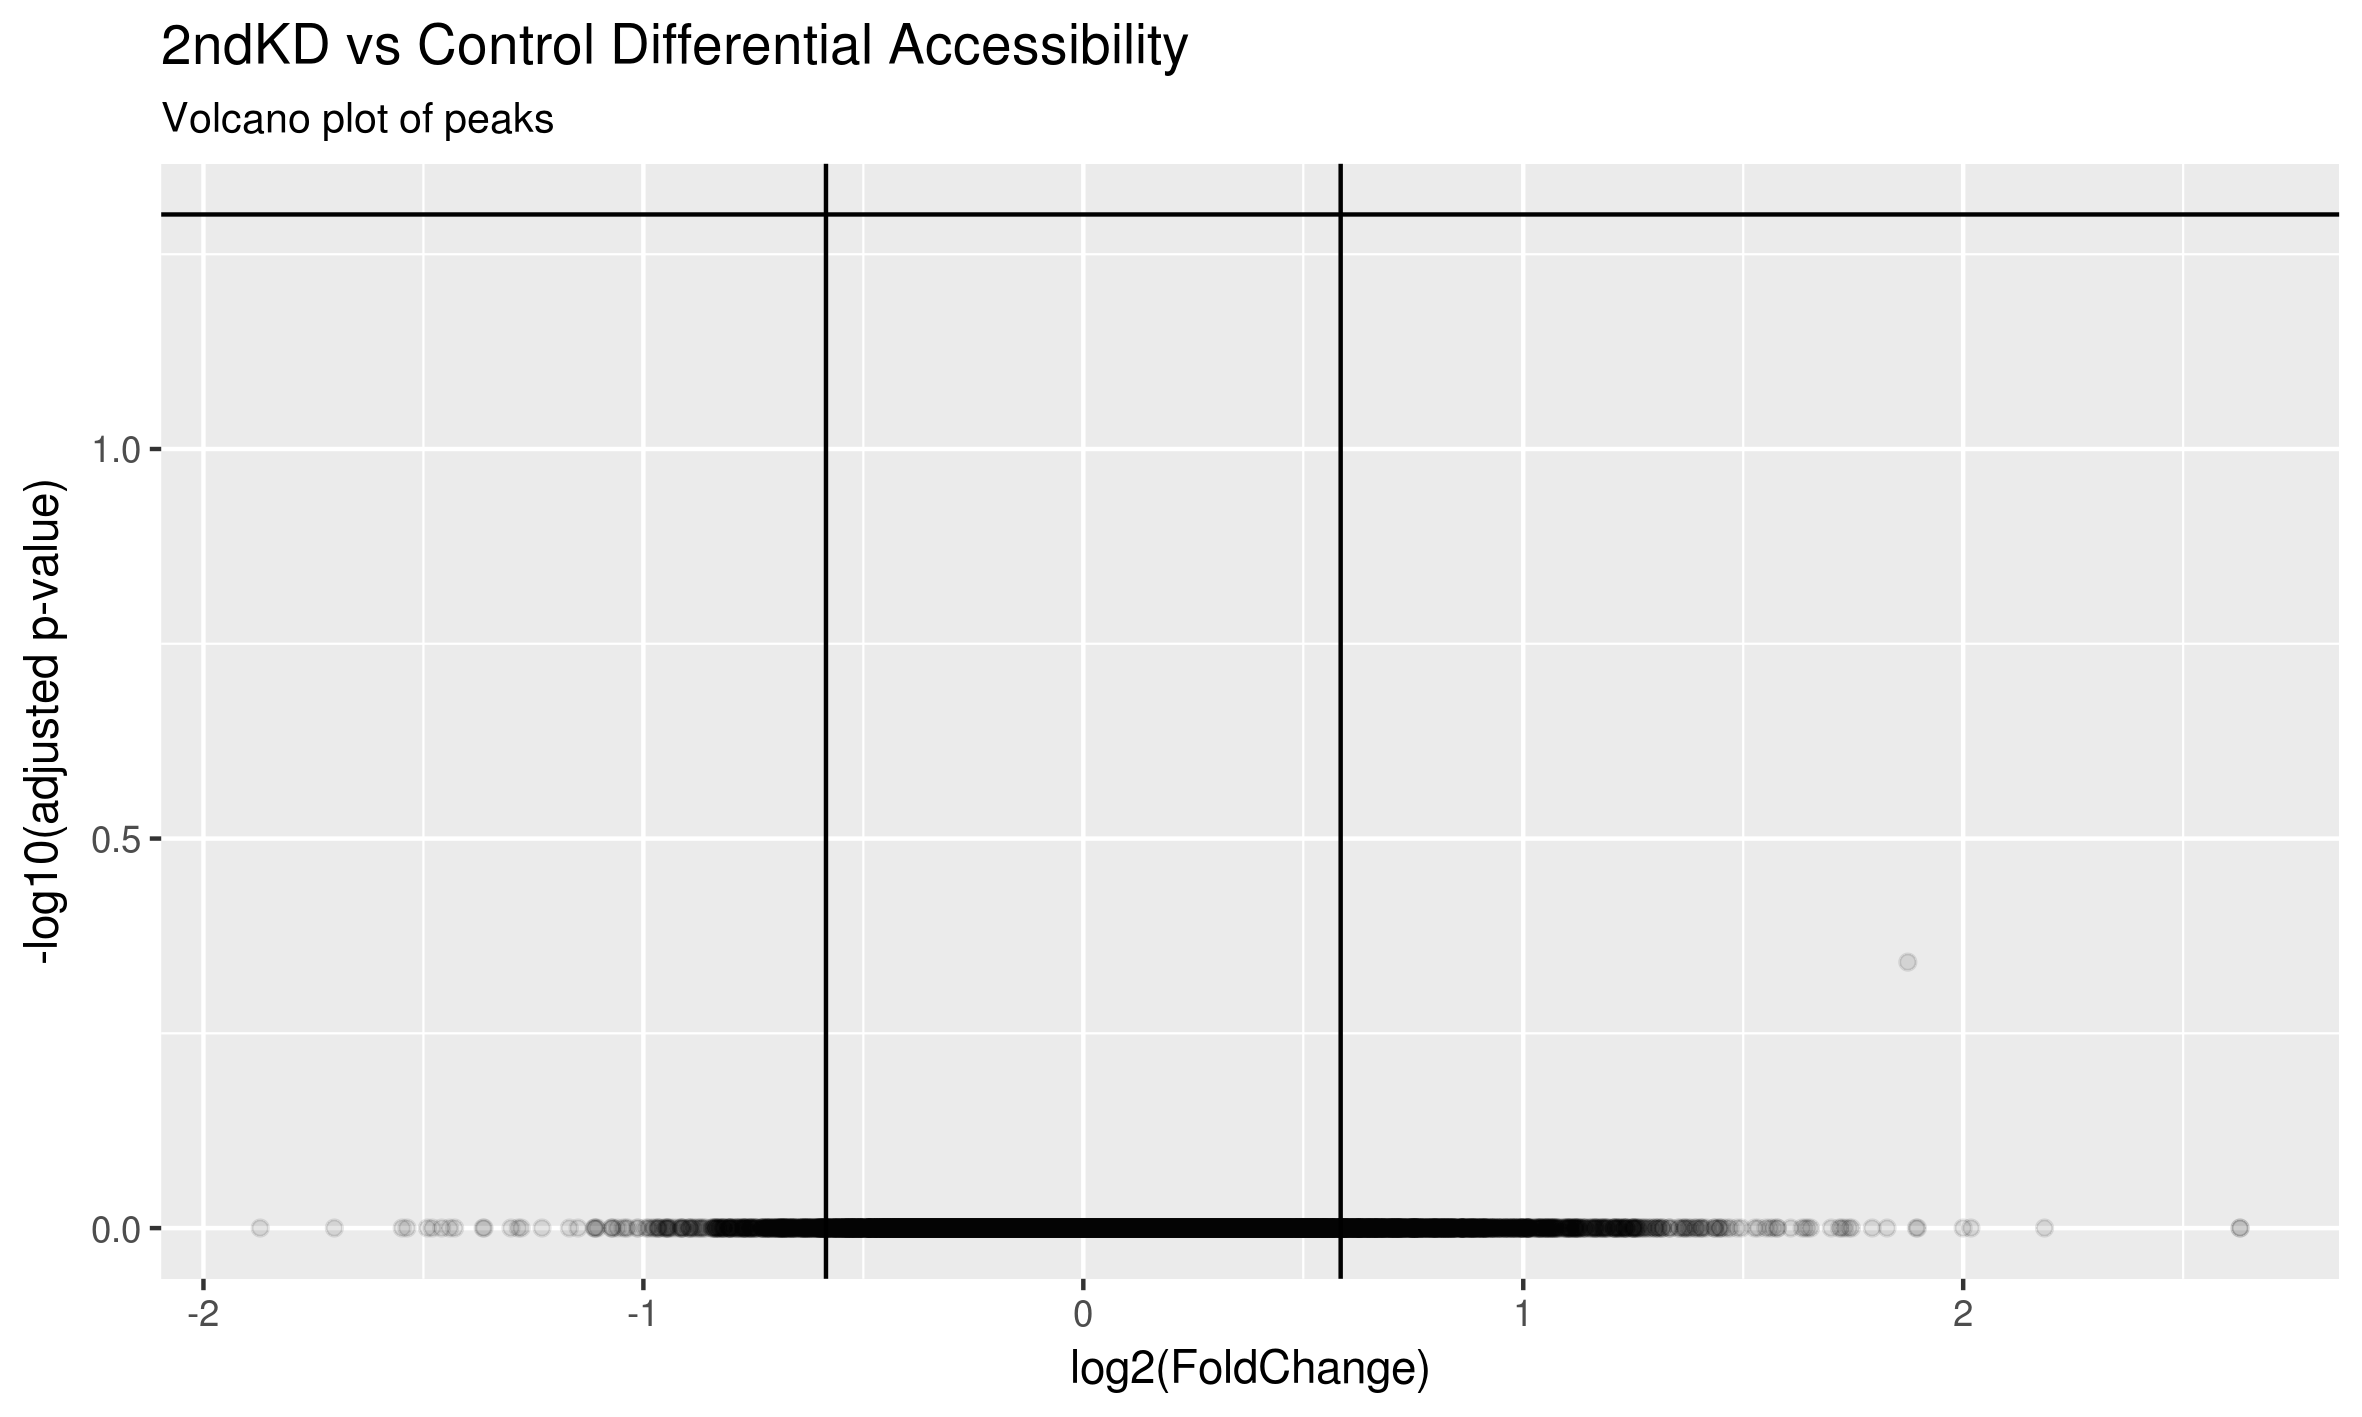 2ndKD vs Control Differential Accessibility
Volcano plot of peaks
-log10(adjusted p-value)
1.0
0.5
0.0
-2
-1
0
1
2
log2(FoldChange)